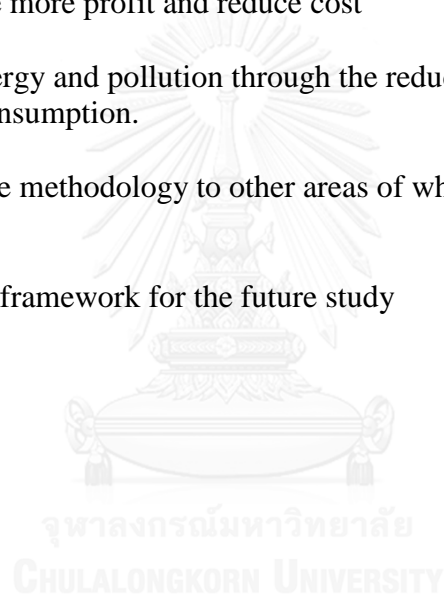 more profit and reduce cost
ergy and pollution through the reduc
nsumption.
e methodology to other areas of wh
framework for the future study
จุฬาลงกรณ์มหาวิทยาลัย
CHULALONGKORN UNIVERSITY